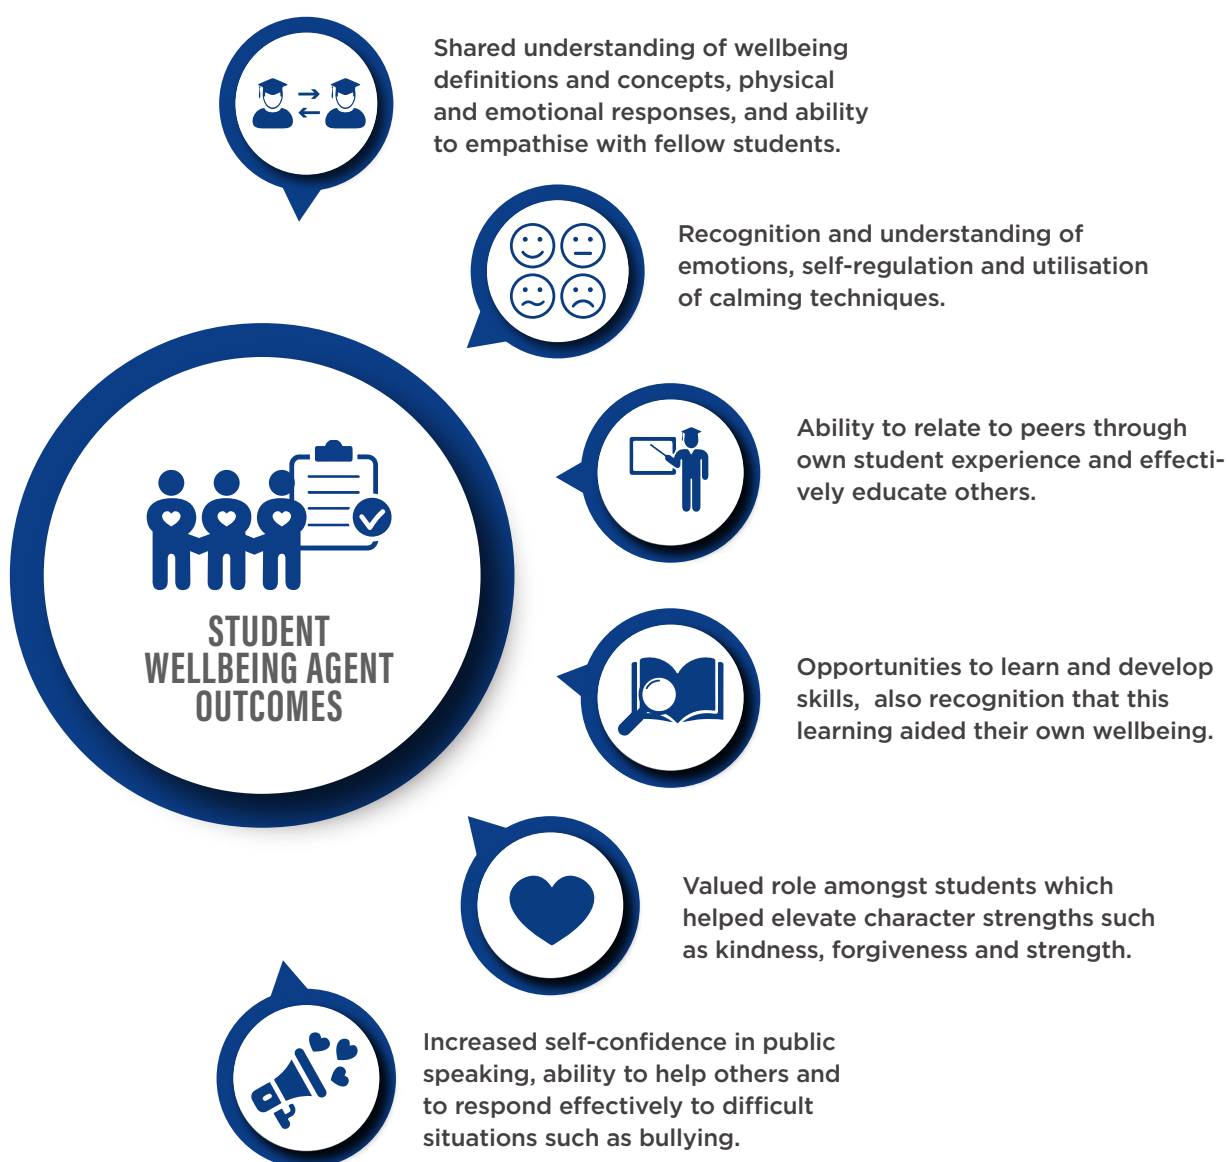 Shared understanding of wellbeing
definitions and concepts, physical
and emotional responses, and ability
to empathise with fellow students.
Recognition and understanding of
emotions, self-regulation and utilisation
of calming techniques.
Ability to relate to peers through
own student experience and effecti-
vely educate others.
STUDENT
WELLBEING AGENT
OUTCOMES
Opportunities to learn and develop
skills,  also recognition that this
learning aided their own wellbeing.
Valued role amongst students which
helped elevate character strengths such
as kindness, forgiveness and strength.
Increased self-confidence in public
speaking, ability to help others and
to respond effectively to difficult
situations such as bullying.